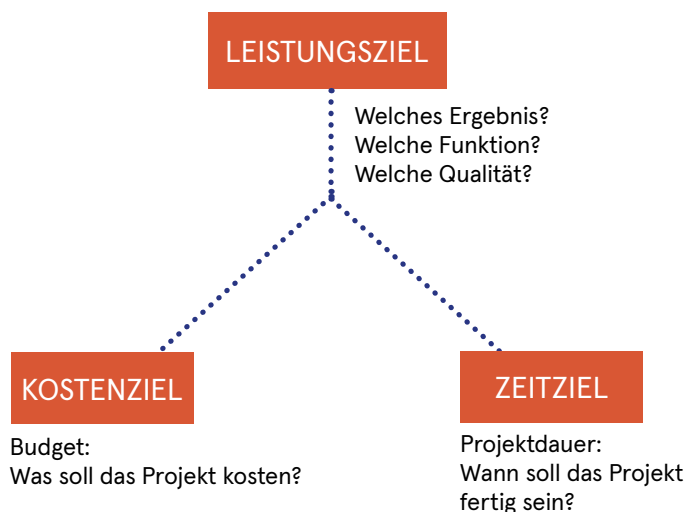 LEISTUNGSZIEL
Welches Ergebnis?
Welche Funktion?
Welche Qualität?
KOSTENZIEL
Budget:
Was soll das Projekt kosten?
ZEITZIEL
Projektdauer:
Wann soll das Projekt
fertig sein?